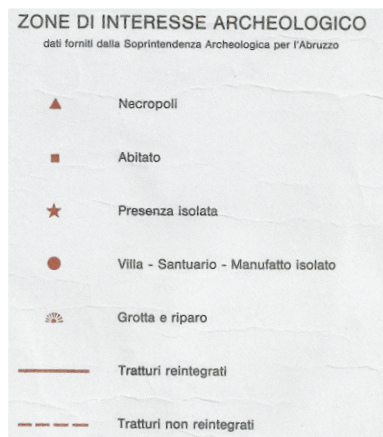 ZONE DI INTERESSE ARCHEOLOGICO
dati forniti dalla Soprintendenza Archeologica per l'Abruzzo
Necropoli
Abitato
Presenza isolata
Villa - Santuario - Manufatto isolato
Grotta e riparo
Tratturi reintegrati
Tratturi non reintegrati